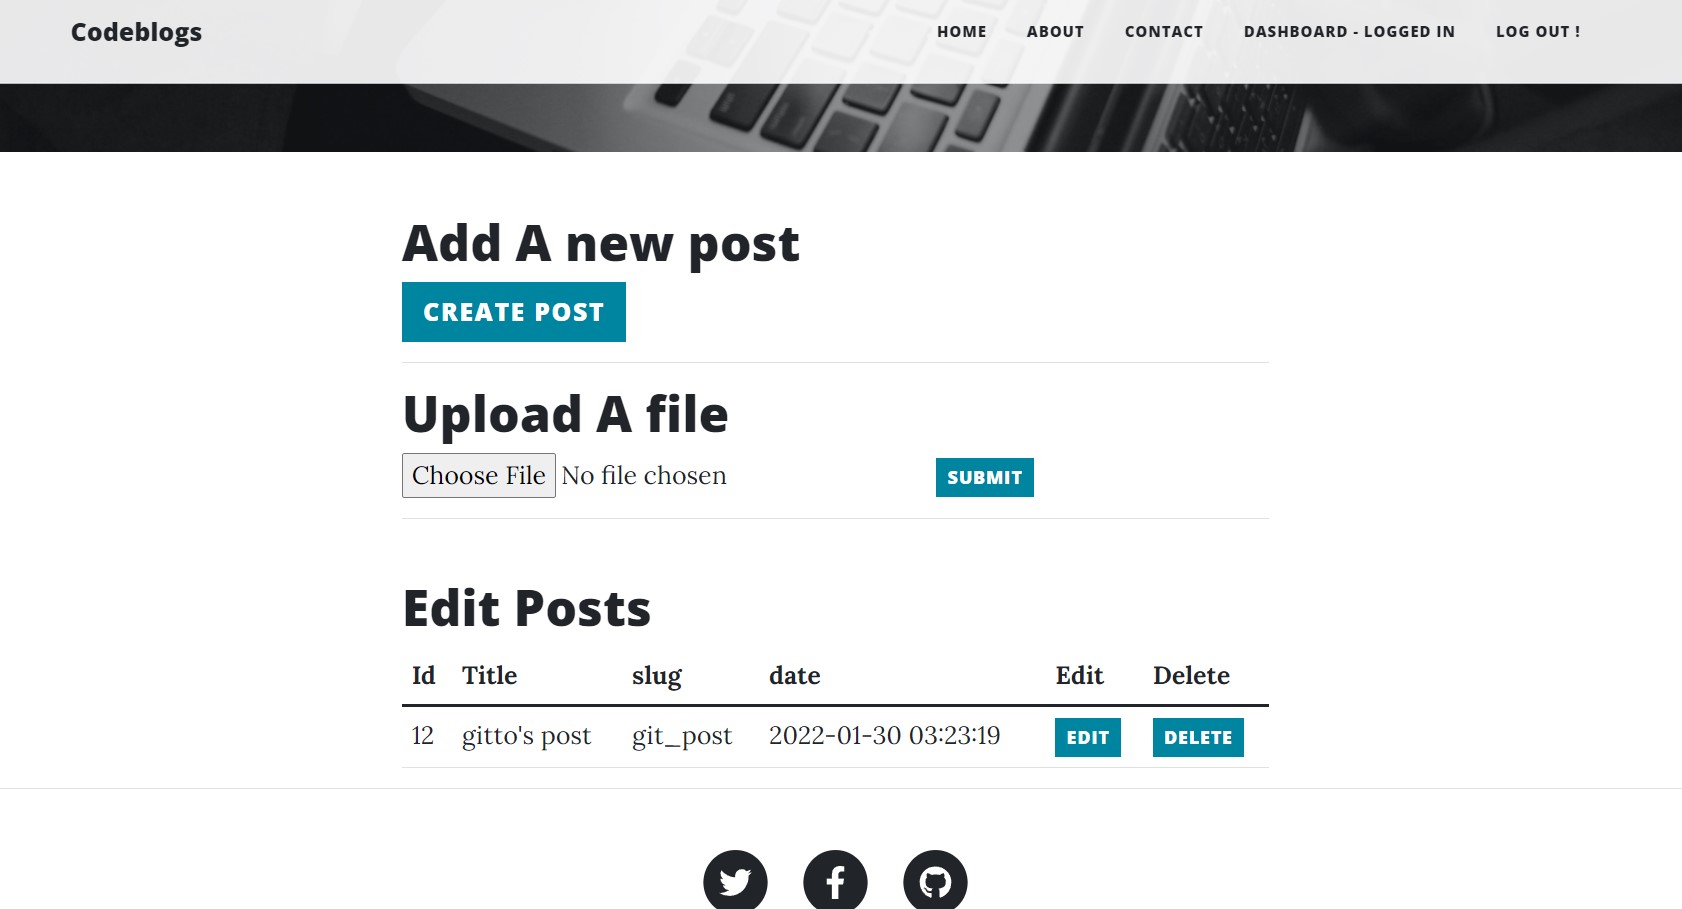 Codeblogs HOME ABOUT CONTACT DASHBOARD - LOGGED IN LOG OUT !
Add A new post
CREATE POST
Upload A file
Choose File No file chosen SUBMIT
Edit Posts
Id Title slug date Edit Delete
12 gitto's post git_post 2022-01-30 03:23:19 EDIT DELETE